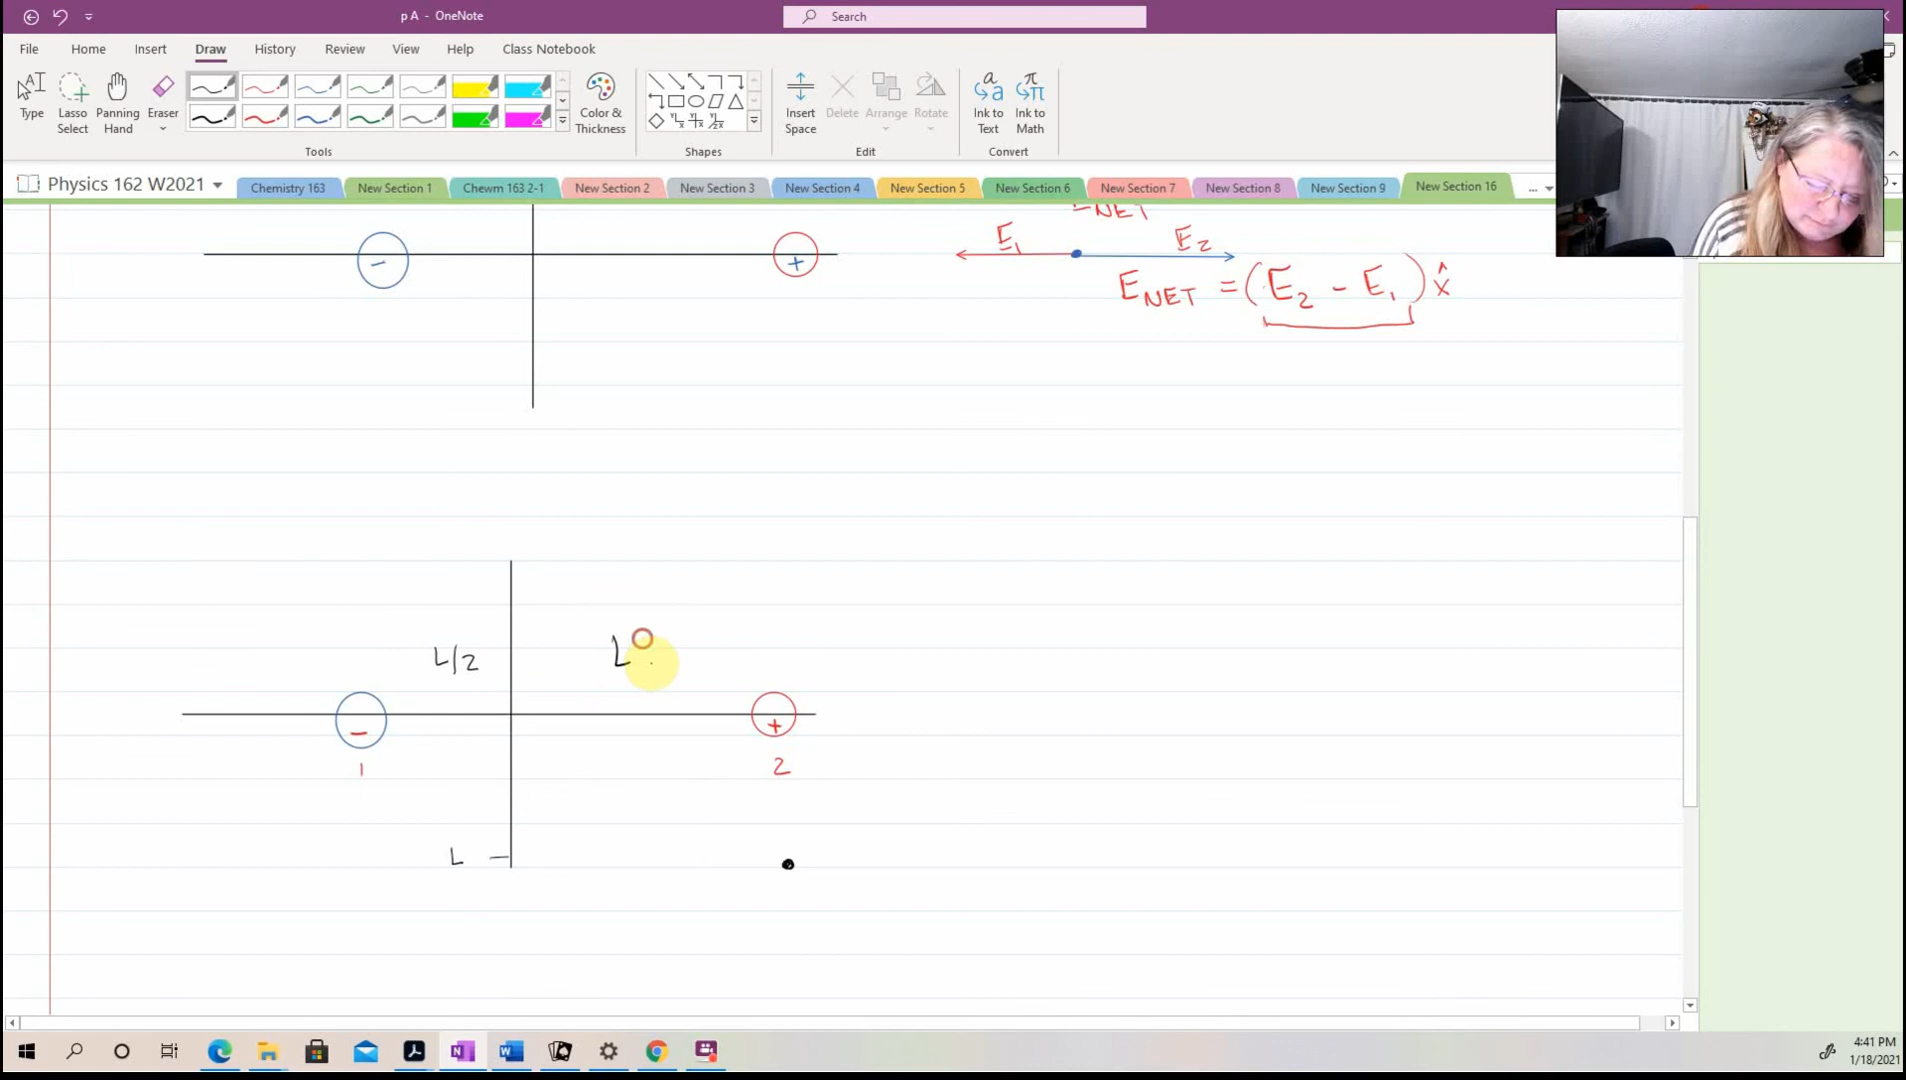 p A - OneNote
Search
File Home Insert Draw History Review View Help Class Notebook
Type
Lasso Select
Panning Hand
Eraser
Color & Thickness
Insert Space
Delete
Arrange
Rotate
Ink to Text
Ink to Math
Tools
Shapes
Edit
Convert
Physics 162 W2021
Chemistry 163 New Section 1 Chewm 163 2-1 New Section 2 New Section 3 New Section 4 New Section 5 New Section 6 New Section 7 New Section 8 New Section 9 New Section 16 ...
NET
E₁ E₂
- +
E_NET = (E₂ - E₁) x̂
L/2 L
- +
1 2
L
4:41 PM
1/18/2021